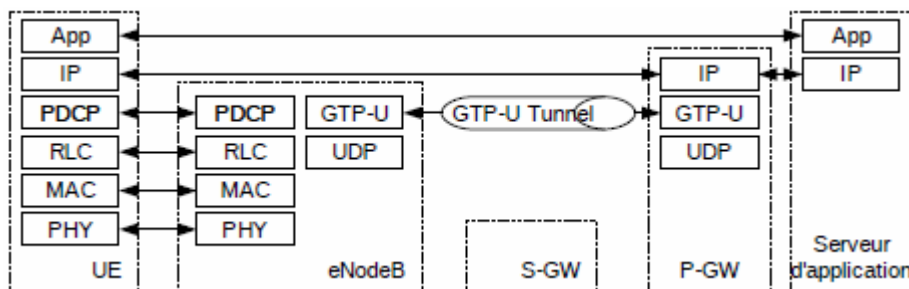 App
App
IP
IP
IP
PDCP
PDCP
GTP-U
GTP-U Tunnel
GTP-U
RLC
RLC
UDP
UDP
MAC
MAC
PHY
PHY
UE
eNodeB
S-GW
P-GW
Serveur
d'application